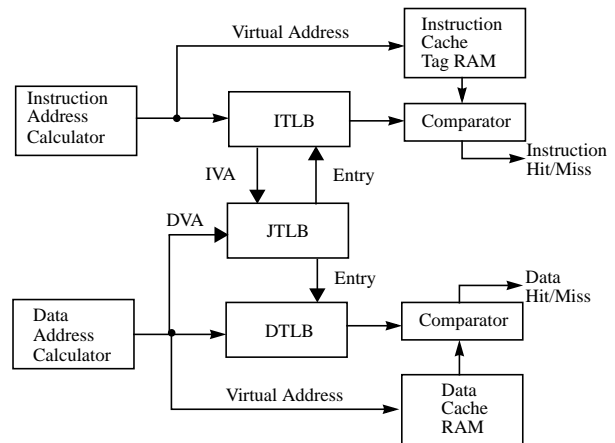 Virtual Address
Instruction
Cache
Tag RAM
Instruction
Address
Calculator
ITLB
Comparator
Instruction
Hit/Miss
IVA
Entry
DVA
JTLB
Entry
Data
Hit/Miss
Data
Address
Calculator
DTLB
Comparator
Virtual Address
Data
Cache
RAM